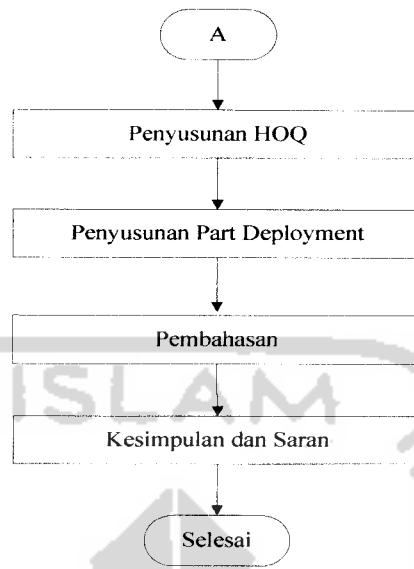 A
Penyusunan HOQ
Penyusunan Part Deployment
Pembahasan
ISLAM
Kesimpulan dan Saran
Selesai